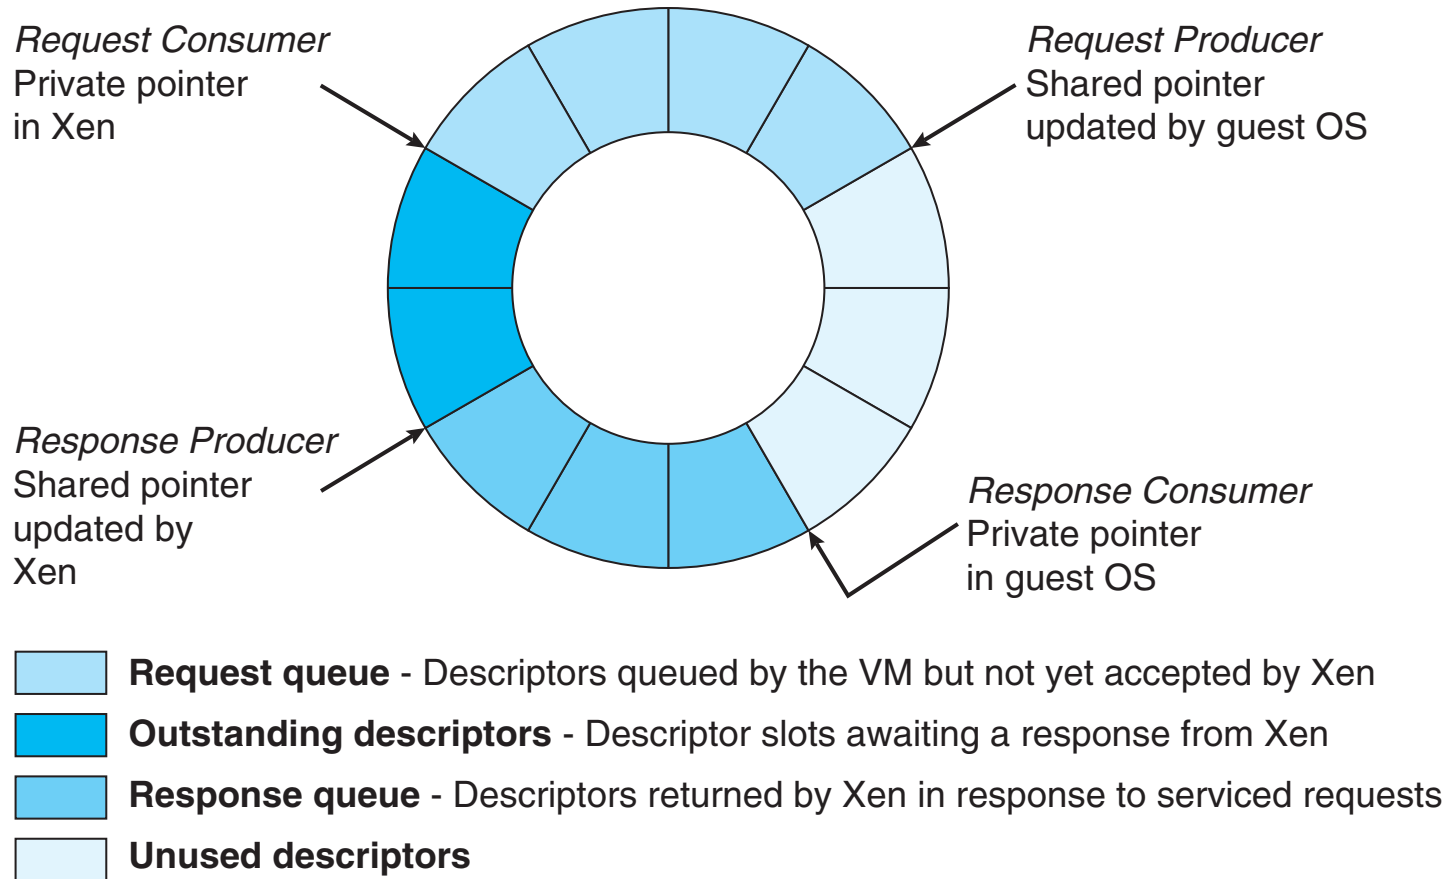 Request Consumer
Private pointer
in Xen
Request Producer
Shared pointer
updated by guest OS
Response Producer
Shared pointer
updated by
Xen
Response Consumer
Private pointer
in guest OS
Request queue - Descriptors queued by the VM but not yet accepted by Xen
Outstanding descriptors - Descriptor slots awaiting a response from Xen
Response queue - Descriptors returned by Xen in response to serviced requests
Unused descriptors